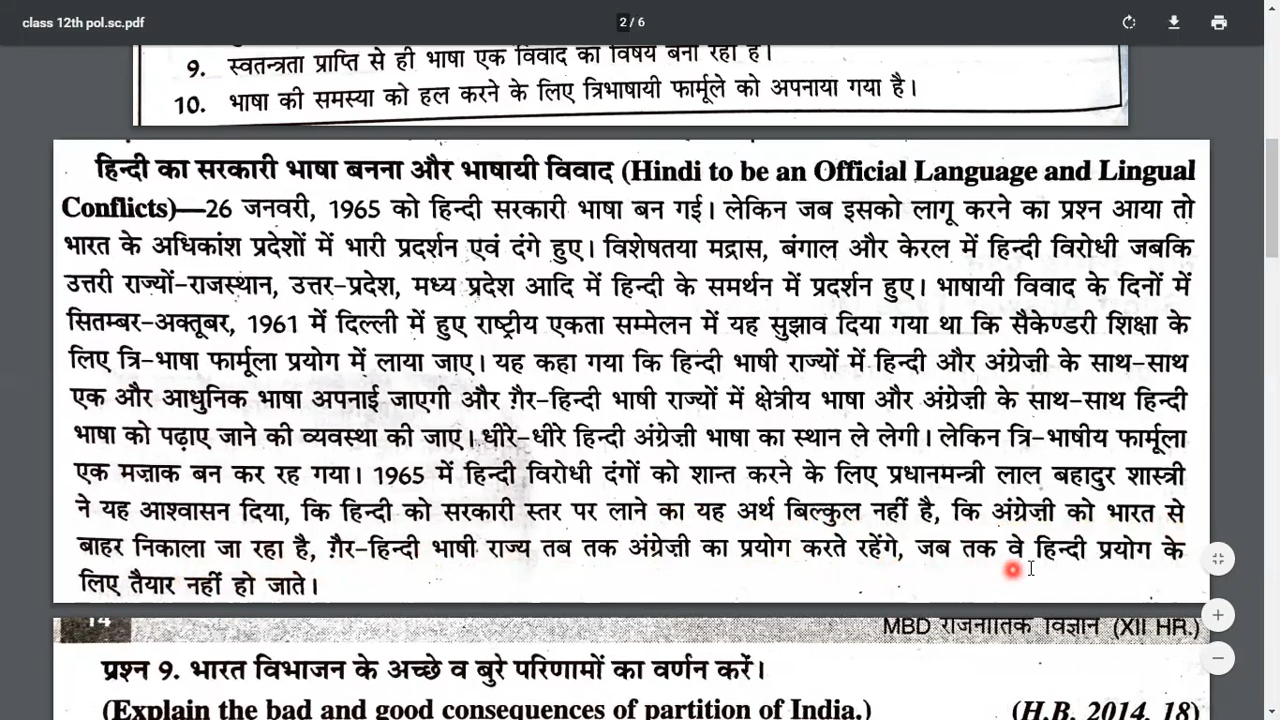 class 12th pol.sc.pdf
2 / 6
9. स्वतन्त्रता प्राप्ति से ही भाषा एक विवाद का विषय बना रहा है।
10. भाषा की समस्या को हल करने के लिए त्रिभाषायी फार्मूले को अपनाया गया है।
हिन्दी का सरकारी भाषा बनना और भाषायी विवाद (Hindi to be an Official Language and Lingual
Conflicts)—26 जनवरी, 1965 को हिन्दी सरकारी भाषा बन गई। लेकिन जब इसको लागू करने का प्रश्न आया तो
भारत के अधिकांश प्रदेशों में भारी प्रदर्शन एवं दंगे हुए। विशेषतया मद्रास, बंगाल और केरल में हिन्दी विरोधी जबकि
उत्तरी राज्यों-राजस्थान, उत्तर-प्रदेश, मध्य प्रदेश आदि में हिन्दी के समर्थन में प्रदर्शन हुए। भाषायी विवाद के दिनों में
सितम्बर-अक्तूबर, 1961 में दिल्ली में हुए राष्ट्रीय एकता सम्मेलन में यह सुझाव दिया गया था कि सैकेण्डरी शिक्षा के
लिए त्रि-भाषा फार्मूला प्रयोग में लाया जाए। यह कहा गया कि हिन्दी भाषी राज्यों में हिन्दी और अंग्रेज़ी के साथ-साथ
एक और आधुनिक भाषा अपनाई जाएगी और ग़ैर-हिन्दी भाषी राज्यों में क्षेत्रीय भाषा और अंग्रेज़ी के साथ-साथ हिन्दी
भाषा को पढ़ाए जाने की व्यवस्था की जाए। धीरे-धीरे हिन्दी अंग्रेज़ी भाषा का स्थान ले लेगी। लेकिन त्रि-भाषीय फार्मूला
एक मज़ाक बन कर रह गया। 1965 में हिन्दी विरोधी दंगों को शान्त करने के लिए प्रधानमन्त्री लाल बहादुर शास्त्री
ने यह आश्वासन दिया, कि हिन्दी को सरकारी स्तर पर लाने का यह अर्थ बिल्कुल नहीं है, कि अंग्रेज़ी को भारत से
बाहर निकाला जा रहा है, ग़ैर-हिन्दी भाषी राज्य तब तक अंग्रेज़ी का प्रयोग करते रहेंगे, जब तक वे हिन्दी प्रयोग के
लिए तैयार नहीं हो जाते।
14 MBD राजनीतिक विज्ञान (XII HR.)
प्रश्न 9. भारत विभाजन के अच्छे व बुरे परिणामों का वर्णन करें।
(Explain the bad and good consequences of partition of India.) (H.B. 2014, 18)